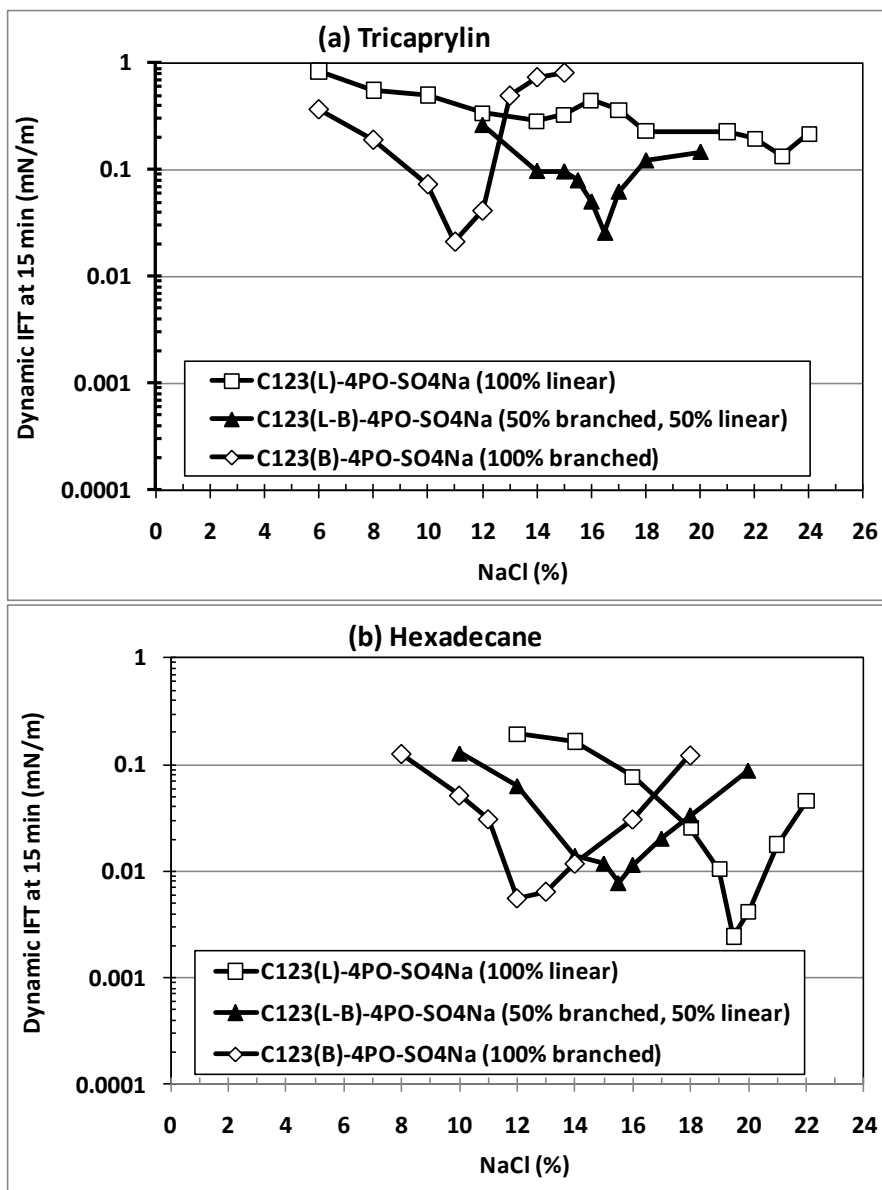 (a) Tricaprylin
Dynamic IFT at 15 min (mN/m)
1
0.1
0.01
0.001
0.0001
C123(L)-4PO-SO4Na (100% linear)
C123(L-B)-4PO-SO4Na (50% branched, 50% linear)
C123(B)-4PO-SO4Na (100% branched)
0 2 4 6 8 10 12 14 16 18 20 22 24 26
NaCl (%)
(b) Hexadecane
Dynamic IFT at 15 min (mN/m)
1
0.1
0.01
0.001
0.0001
C123(L)-4PO-SO4Na (100% linear)
C123(L-B)-4PO-SO4Na (50% branched, 50% linear)
C123(B)-4PO-SO4Na (100% branched)
0 2 4 6 8 10 12 14 16 18 20 22 24
NaCl (%)